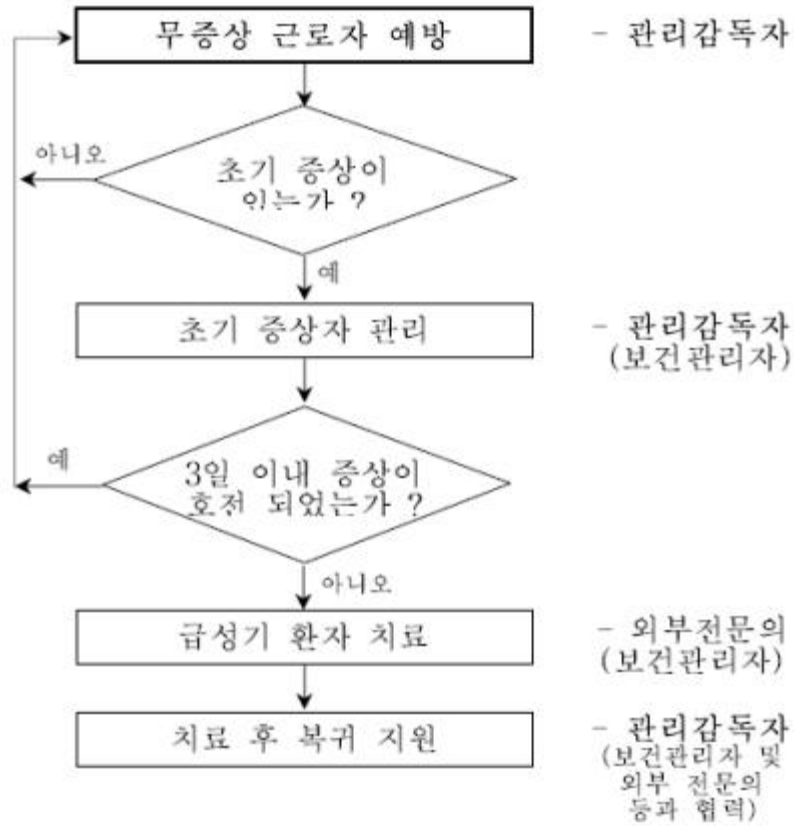 무증상 근로자 예방
- 관리감독자
아니오
초기 증상이
있는가 ?
예
초기 증상자 관리
- 관리감독자
(보건관리자)
예
3일 이내 증상이
호전 되었는가 ?
아니오
급성기 환자 치료
- 외부전문의
(보건관리자)
치료 후 복귀 지원
- 관리감독자
(보건관리자 및
외부 전문의
등과 협력)